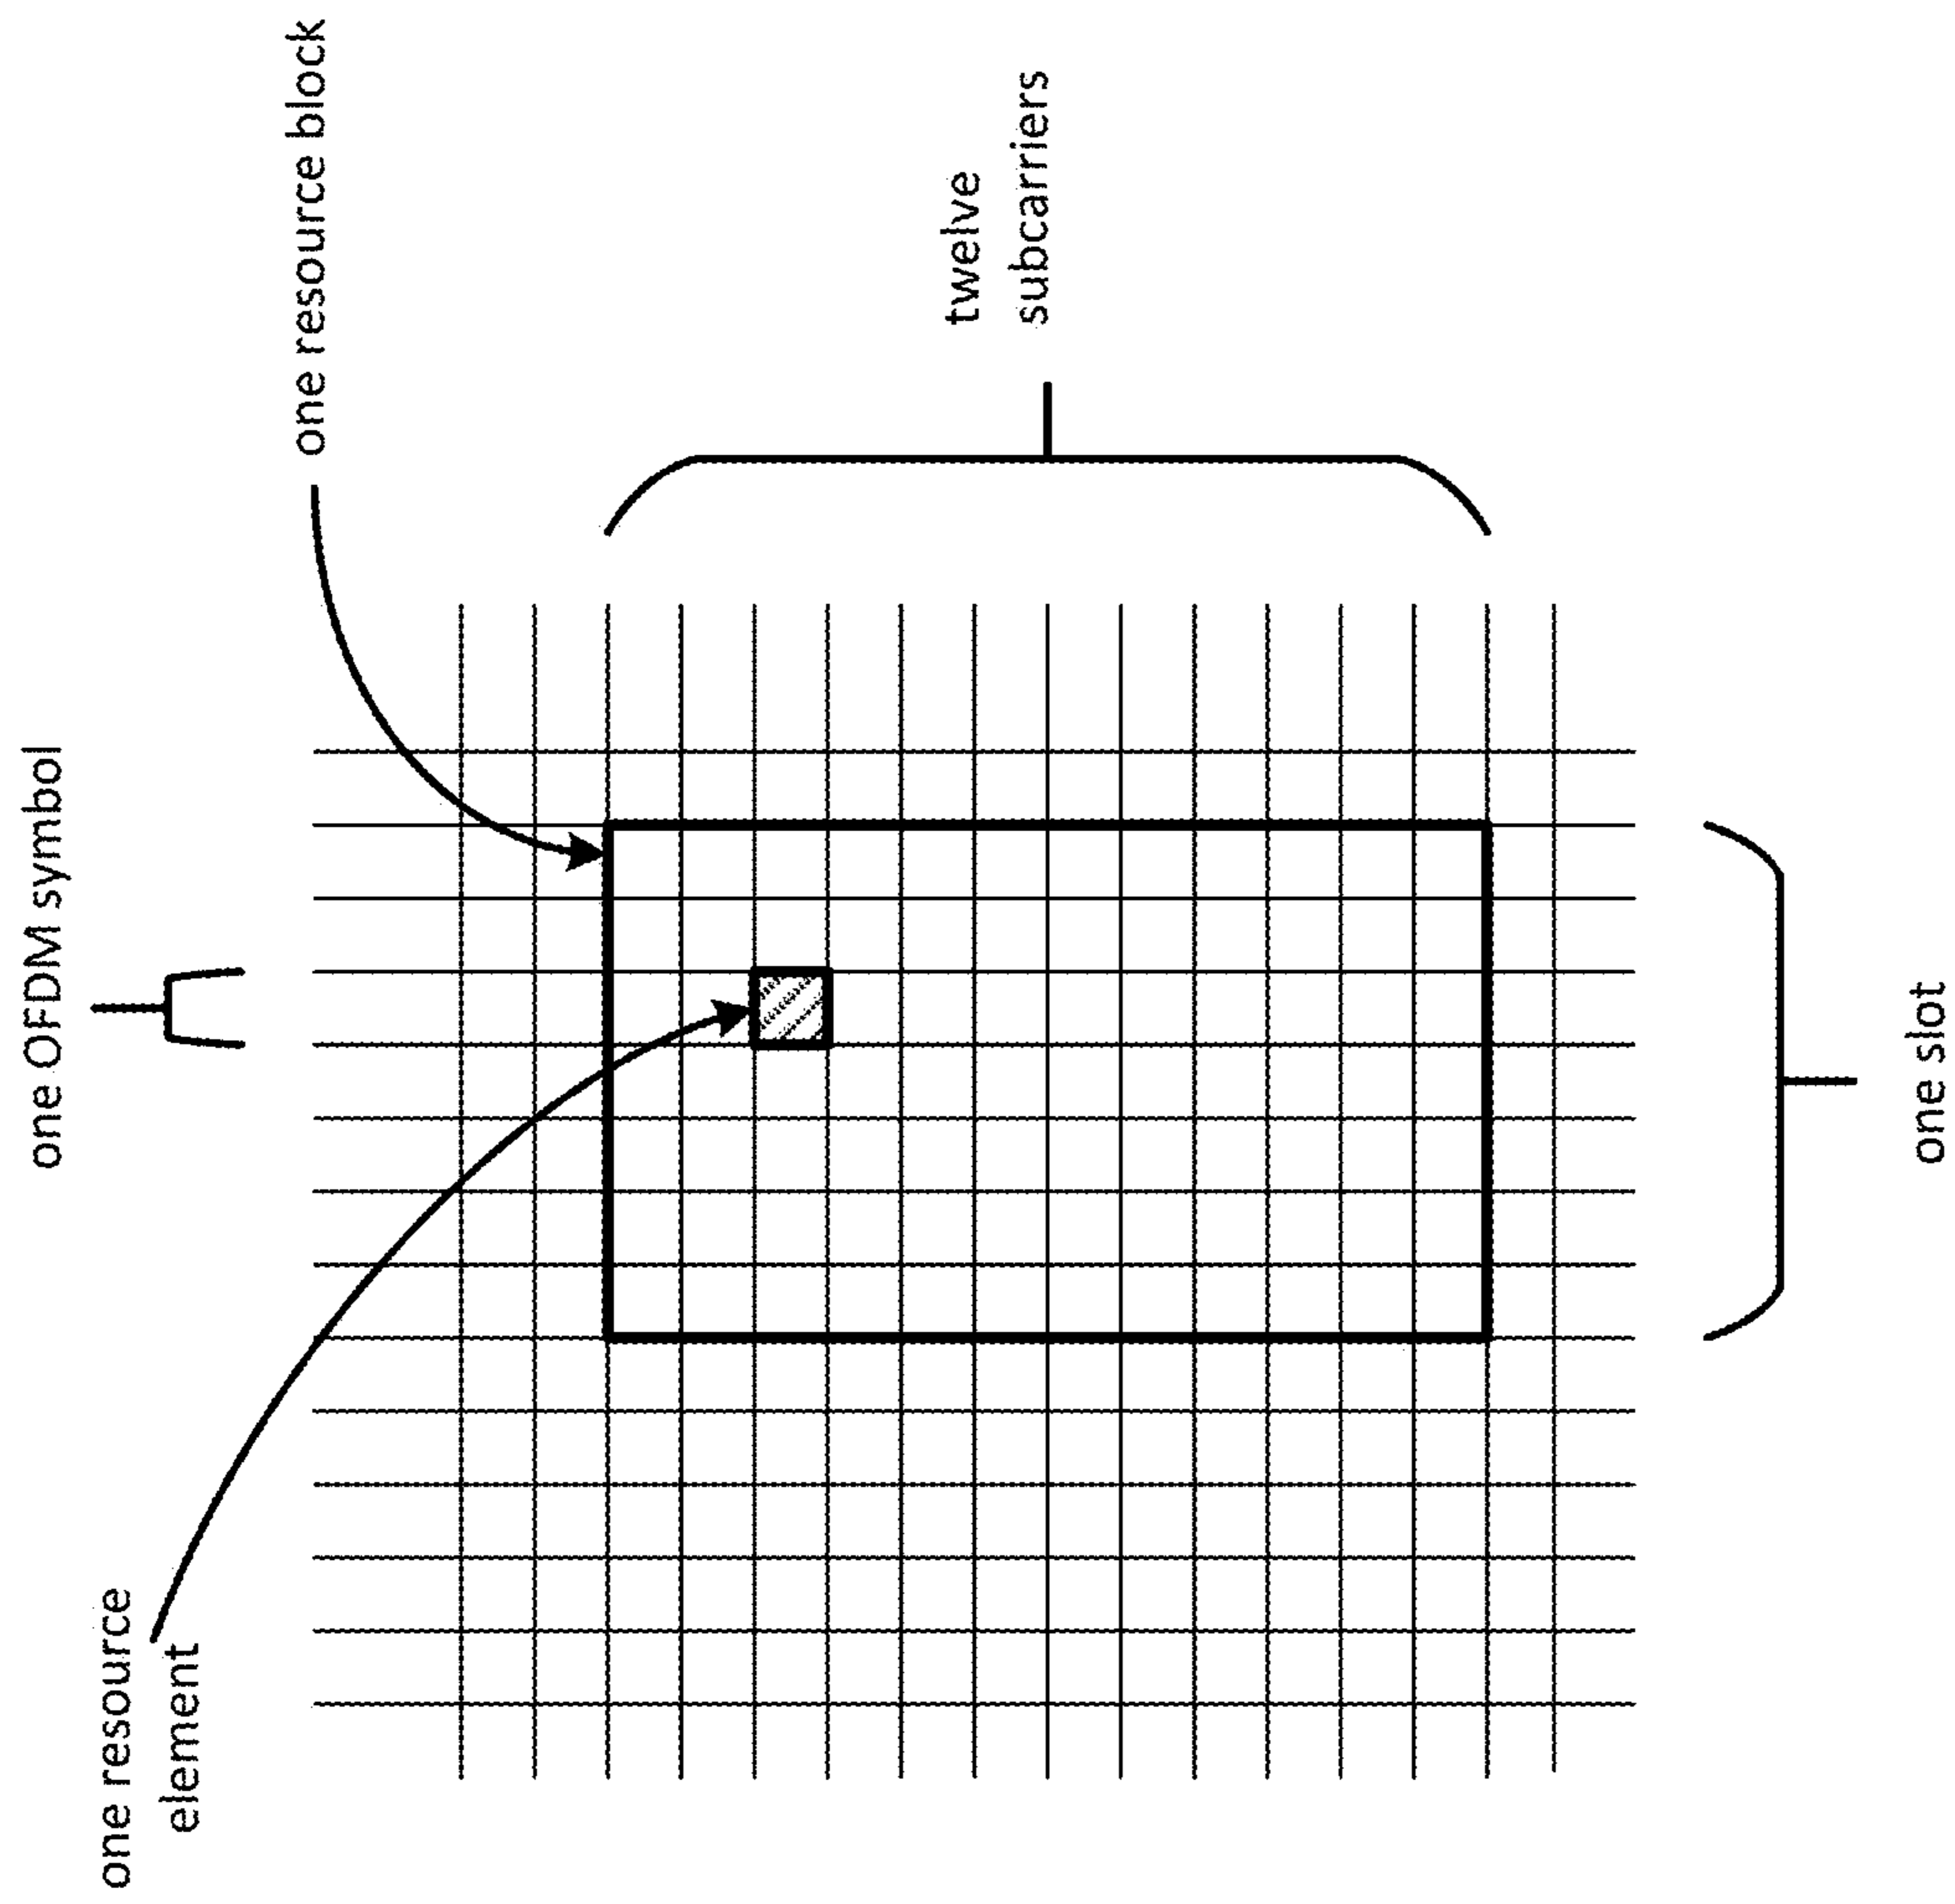 one resource
element
one OFDM symbol
one resource block
twelve
subcarriers
one slot